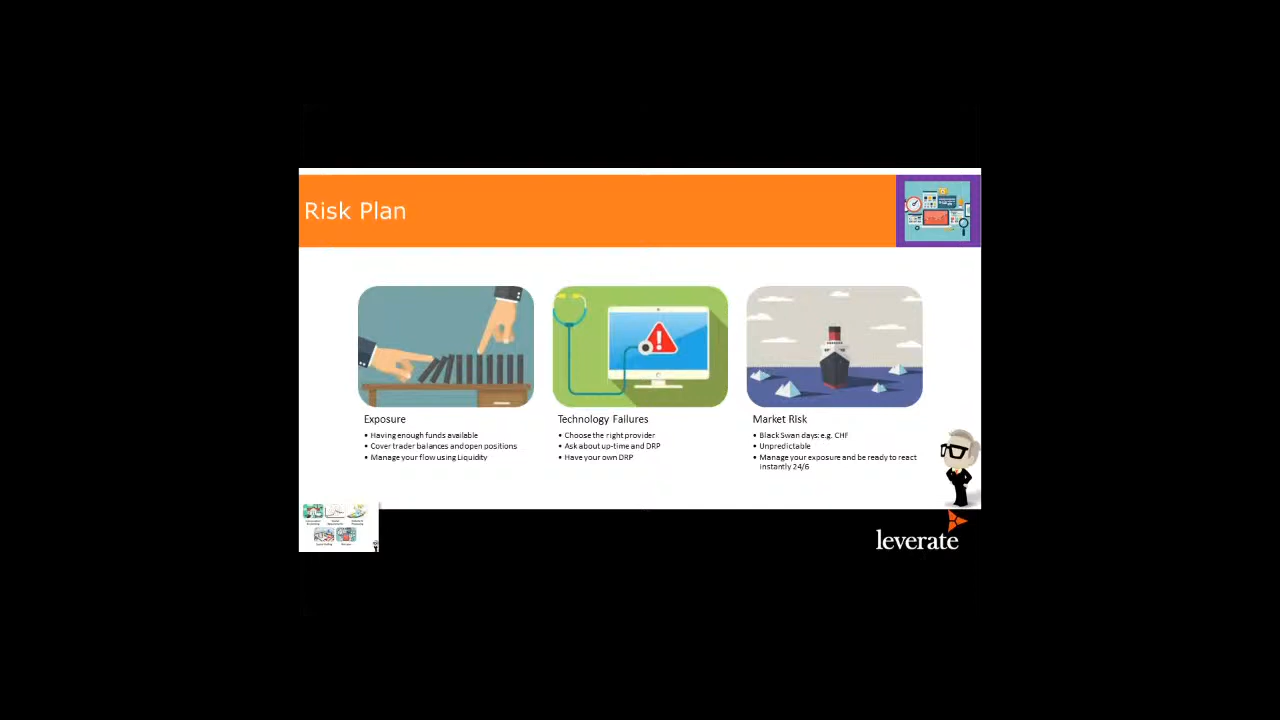 Risk Plan
Exposure
• Having enough funds available
• Cover trader balances and open positions
• Manage your flow using Liquidity
Technology Failures
• Choose the right provider
• Ask about up-time and DRP
• Have your own DRP
Market Risk
• Black Swan days: e.g. CHF
• Unpredictable
• Manage your exposure and be ready to react
instantly 24/6
leverate